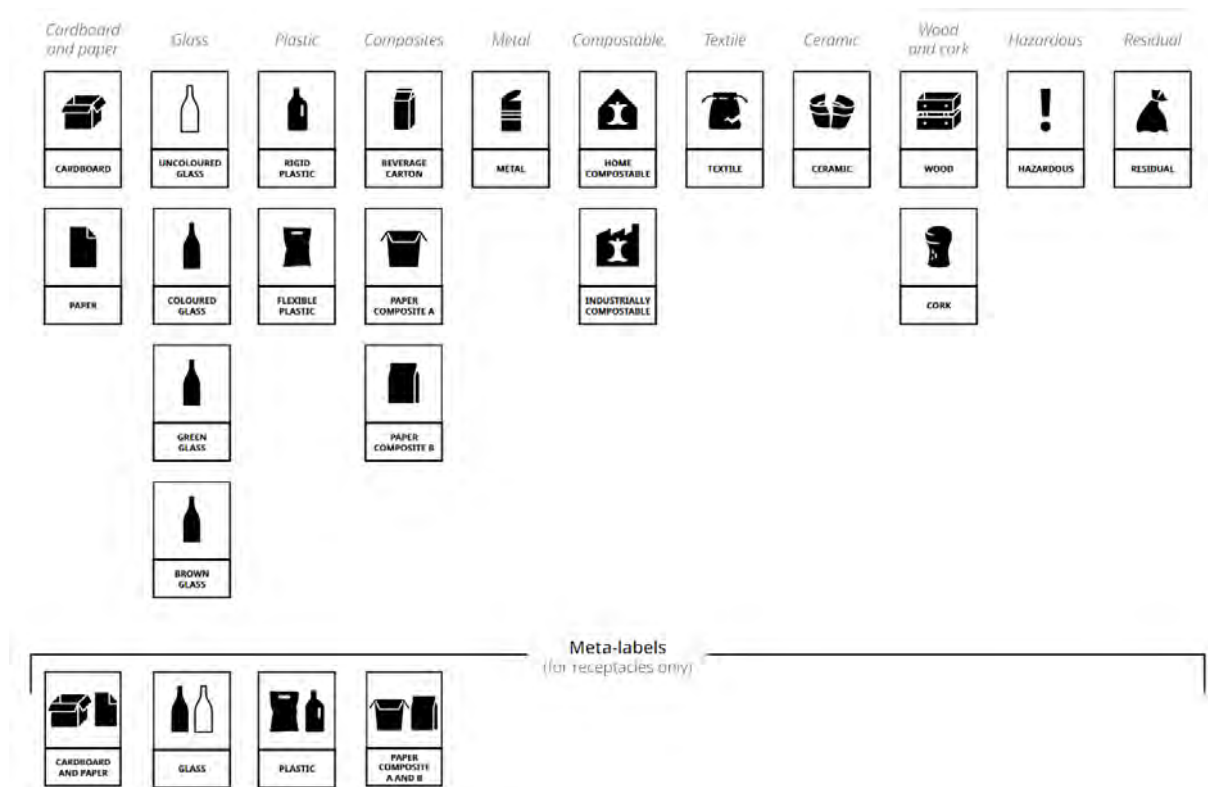 Cardboard
and paper
Glass
Plastic
Composites
Metal
Compostable
Textile
Ceramic
Wood
and cork
Hazardous
Residual
CARDBOARD
UNCOLOURED
GLASS
RIGID
PLASTIC
BEVERAGE
CARTON
METAL
HOME
COMPOSTABLE
TEXTILE
CERAMIC
WOOD
HAZARDOUS
RESIDUAL
PAPER
COLOURED
GLASS
FLEXIBLE
PLASTIC
PAPER
COMPOSITE A
INDUSTRIALLY
COMPOSTABLE
CORK
GREEN
GLASS
PAPER
COMPOSITE B
BROWN
GLASS
Meta-labels
(for receptacles only)
CARDBOARD
AND PAPER
GLASS
PLASTIC
PAPER
COMPOSITE
A AND B